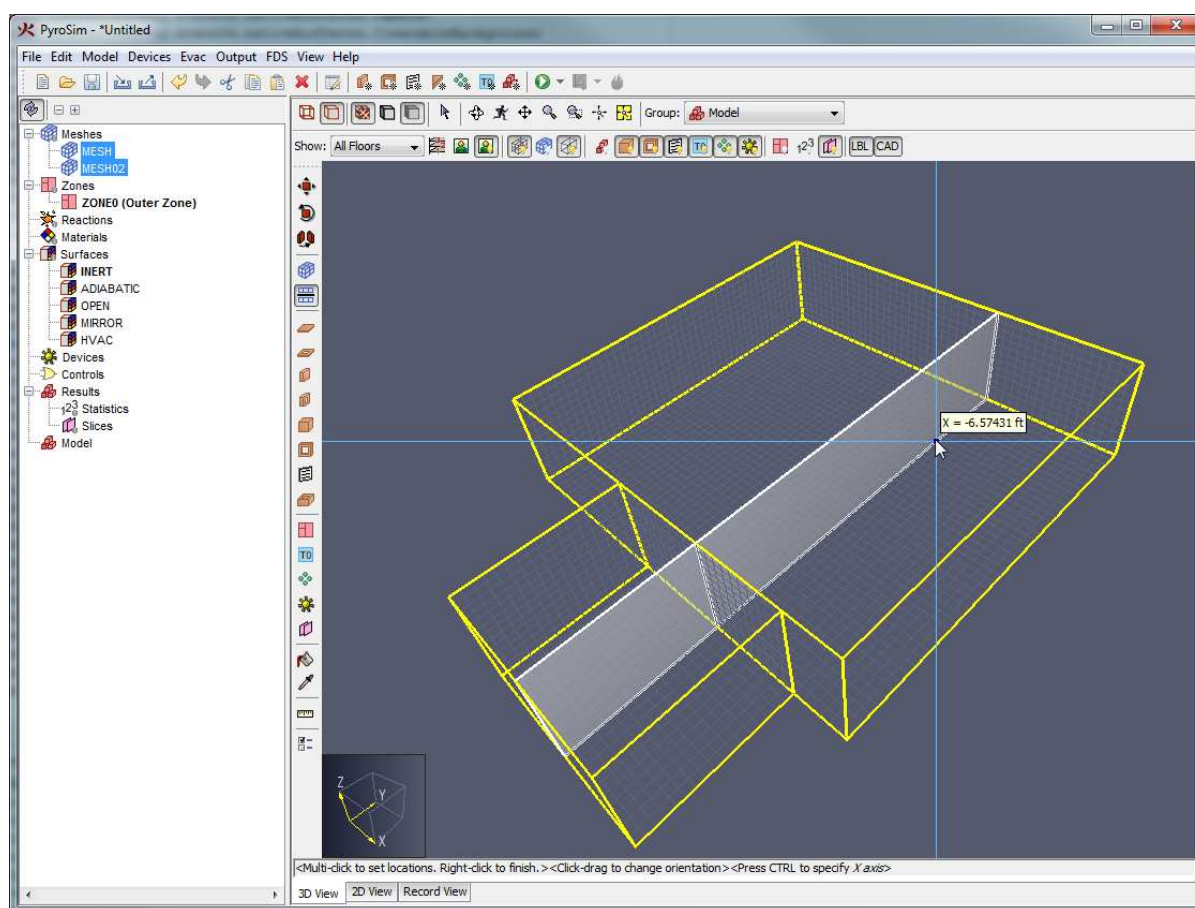 PyroSim - *Untitled
File Edit Model Devices Evac Output FDS View Help
Group: Model
Show: All Floors
LBL CAD
Meshes
MESH
MESH02
Zones
ZONE0 (Outer Zone)
Reactions
Materials
Surfaces
INERT
ADIABATIC
OPEN
MIRROR
HVAC
Devices
Controls
Results
Statistics
Slices
Model
X = -6.57431 ft
Z
Y
X
<Multi-click to set locations. Right-click to finish.><Click-drag to change orientation><Press CTRL to specify X axis>
3D View 2D View Record View